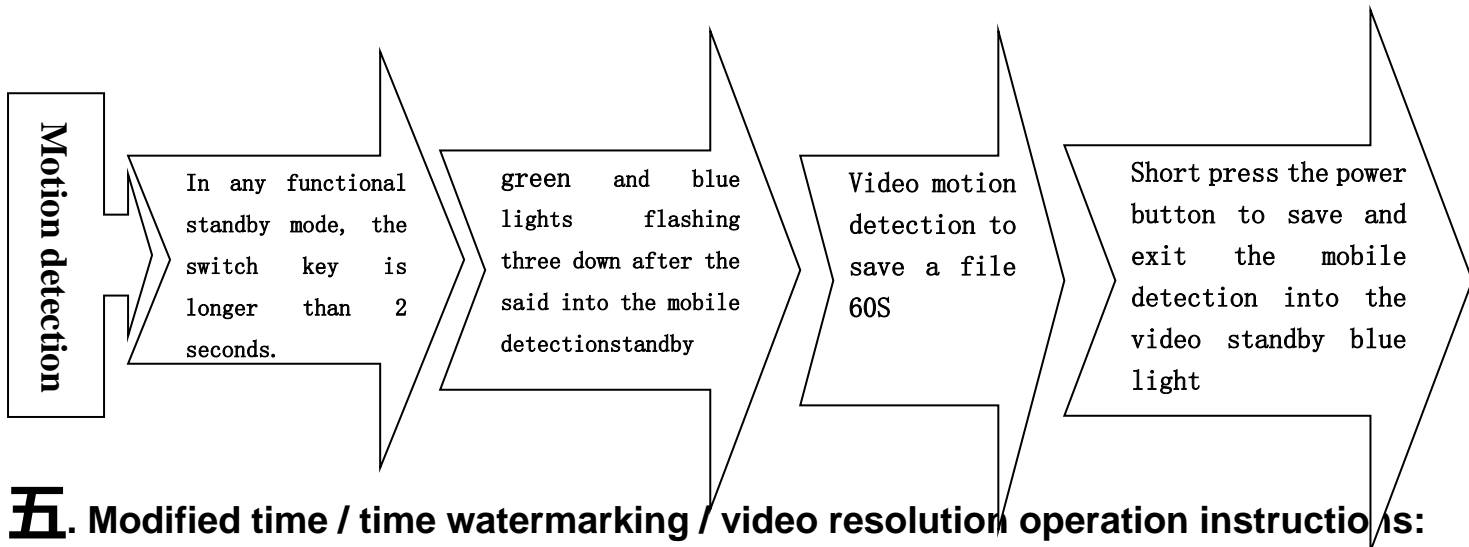 Motion detection
In any functional
standby mode, the
switch key is
longer than 2
seconds.
green and blue
lights flashing
three down after the
said into the mobile
detectionstandby
Video motion
detection to
save a file
60S
Short press the power
button to save and
exit the mobile
detection into the
video standby blue
light
五. Modified time / time watermarking / video resolution operation instructions: